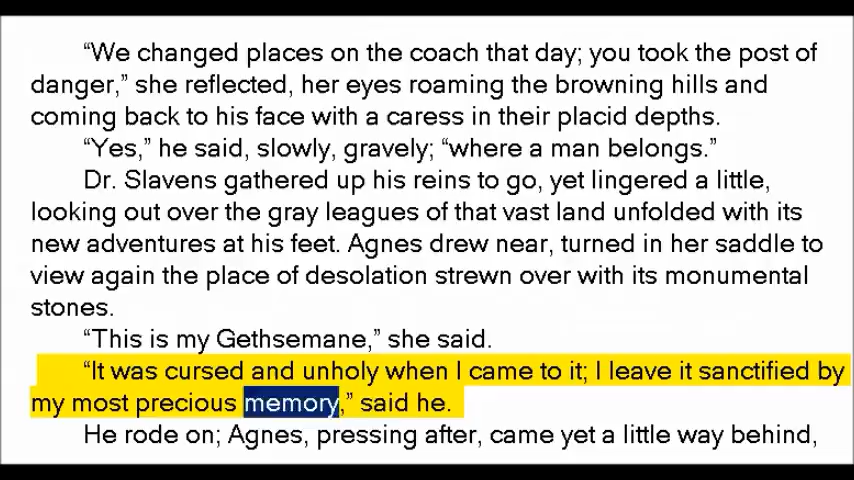 “We changed places on the coach that day; you took the post of
danger,” she reflected, her eyes roaming the browning hills and
coming back to his face with a caress in their placid depths.
“Yes,” he said, slowly, gravely; “where a man belongs.”
Dr. Slavens gathered up his reins to go, yet lingered a little,
looking out over the gray leagues of that vast land unfolded with its
new adventures at his feet. Agnes drew near, turned in her saddle to
view again the place of desolation strewn over with its monumental
stones.
“This is my Gethsemane,” she said.
“It was cursed and unholy when I came to it; I leave it sanctified by
my most precious memory,” said he.
He rode on; Agnes, pressing after, came yet a little way behind,